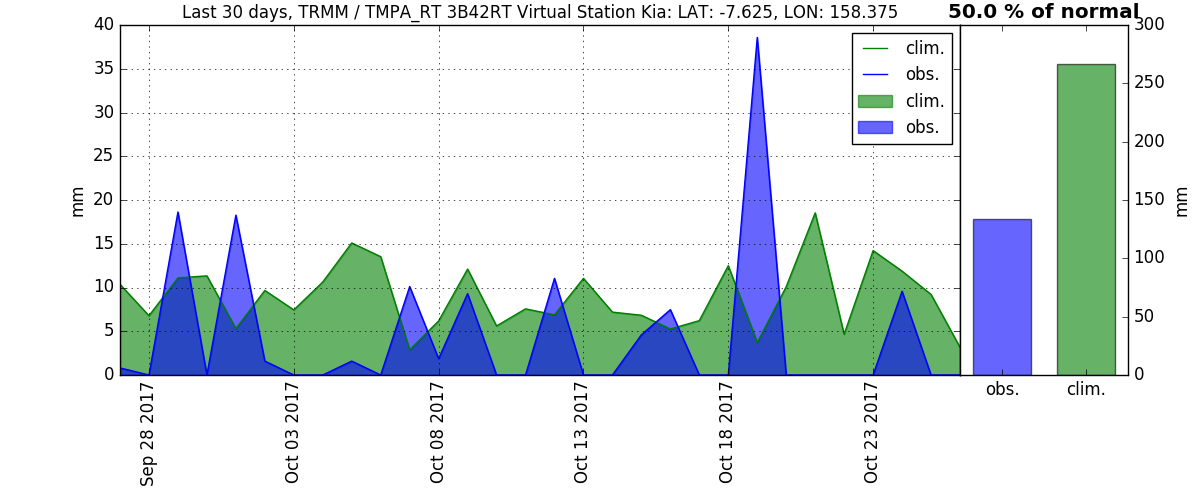 Last 30 days, TRMM / TMPA_RT 3B42RT Virtual Station Kia: LAT: -7.625, LON: 158.375
50.0 % of normal
40
35
30
25
20
15
10
5
0
mm
clim.
obs.
clim.
obs.
Sep 28 2017
Oct 03 2017
Oct 08 2017
Oct 13 2017
Oct 18 2017
Oct 23 2017
300
250
200
150
100
50
0
mm
obs.
clim.